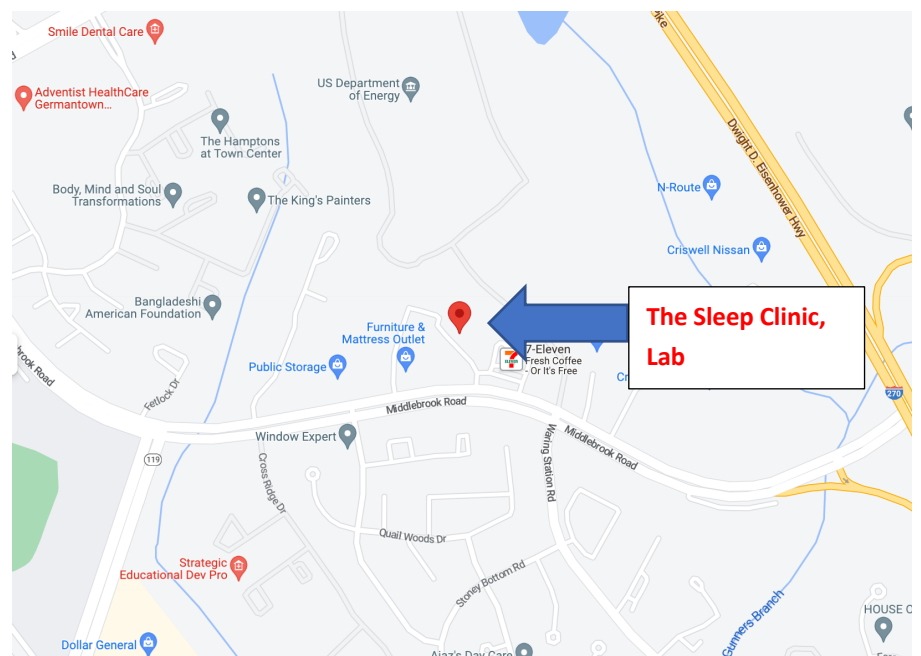 Smile Dental Care
US Department
of Energy
Adventist HealthCare
Germantown...
The Hamptons
at Town Center
Dwight D. Eisenhower Hwy
Body, Mind and Soul
Transformations
The King's Painters
N-Route
Criswell Nissan
Bangladeshi
American Foundation
The Sleep Clinic,
Lab
Furniture &
Mattress Outlet
7-Eleven
Fresh Coffee
- Or It's Free
Public Storage
270
Fetlock Dr
Middlebrook Road
Window Expert
Waring Station Rd
Middlebrook Road
119
Cross Ridge Dr
Quail Woods Dr
Strategic
Educational Dev Pro
Stoney Bottom Rd
Gunners Branch
Dollar General
Ajaz's Day Care